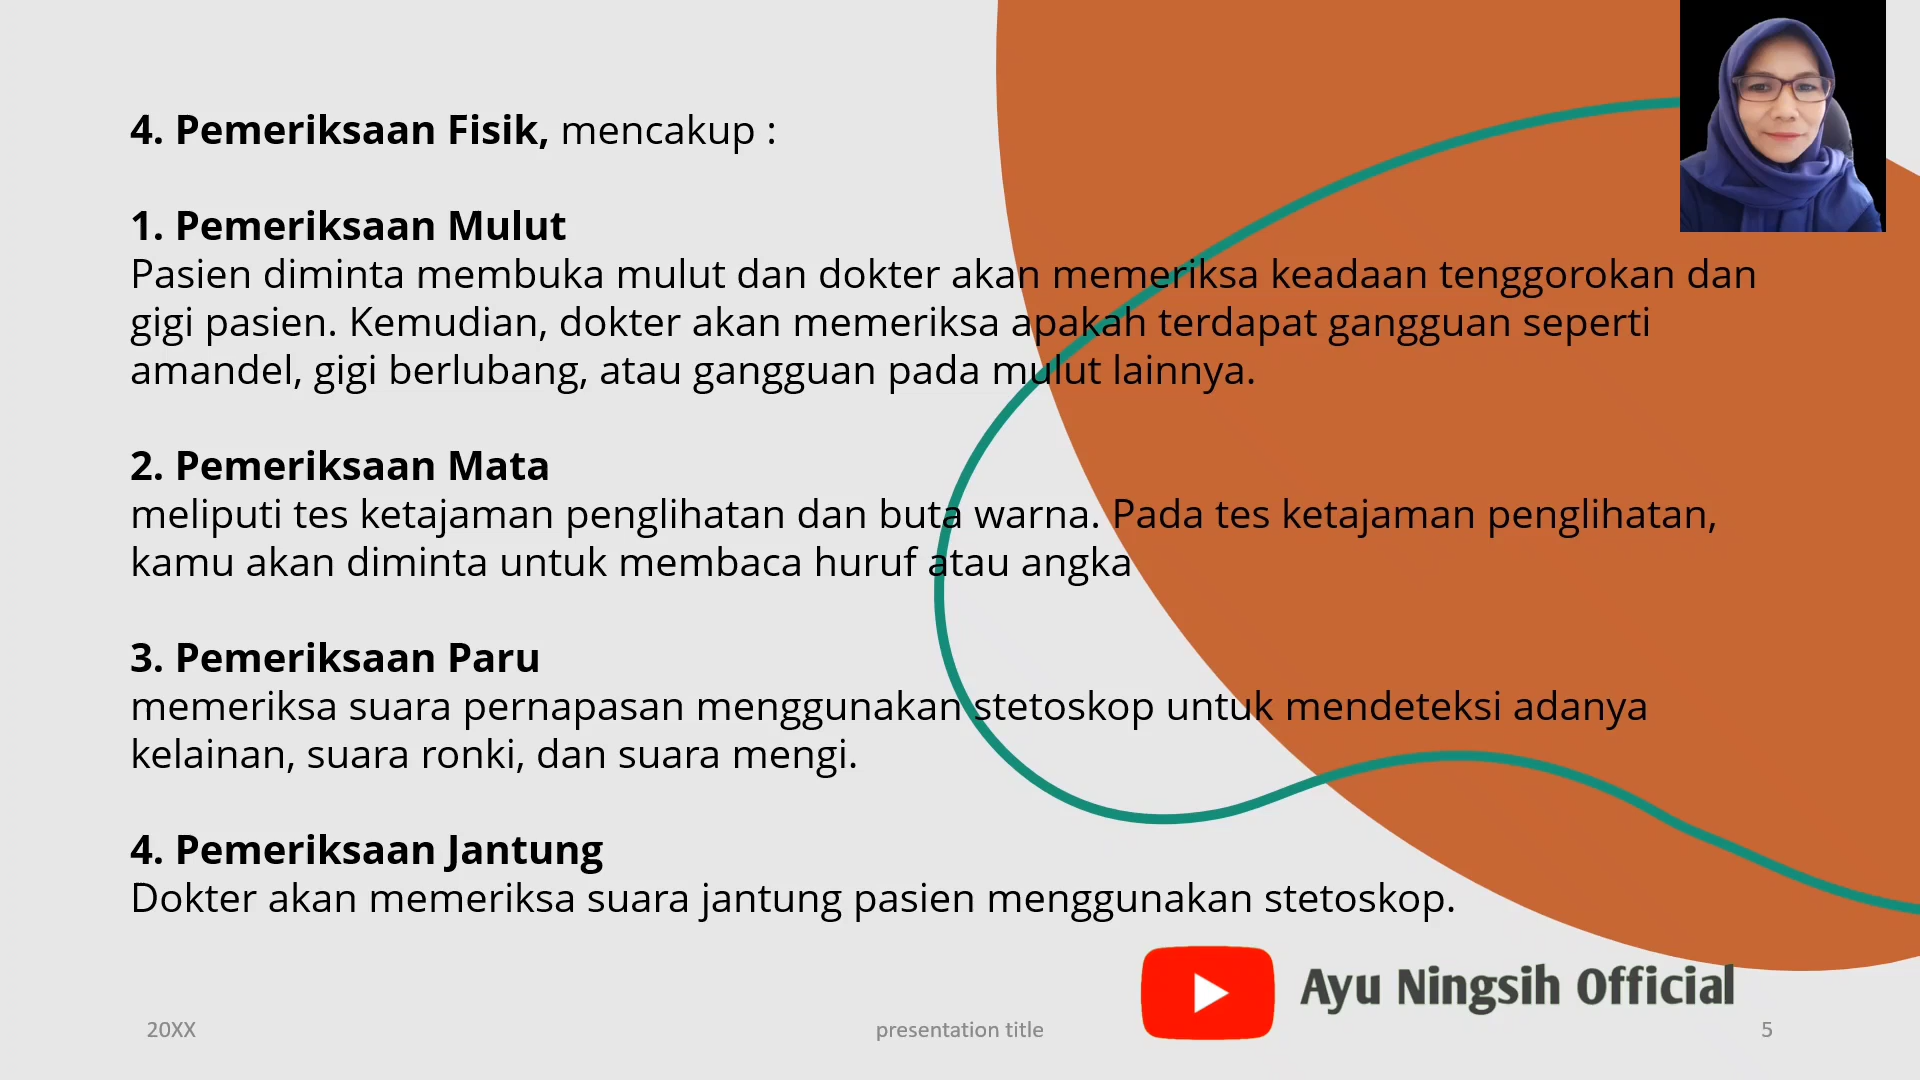 4. Pemeriksaan Fisik, mencakup :
1. Pemeriksaan Mulut
Pasien diminta membuka mulut dan dokter akan memeriksa keadaan tenggorokan dan
gigi pasien. Kemudian, dokter akan memeriksa apakah terdapat gangguan seperti
amandel, gigi berlubang, atau gangguan pada mulut lainnya.
2. Pemeriksaan Mata
meliputi tes ketajaman penglihatan dan buta warna. Pada tes ketajaman penglihatan,
kamu akan diminta untuk membaca huruf atau angka
3. Pemeriksaan Paru
memeriksa suara pernapasan menggunakan stetoskop untuk mendeteksi adanya
kelainan, suara ronki, dan suara mengi.
4. Pemeriksaan Jantung
Dokter akan memeriksa suara jantung pasien menggunakan stetoskop.
Ayu Ningsih Official
20XX
presentation title
5